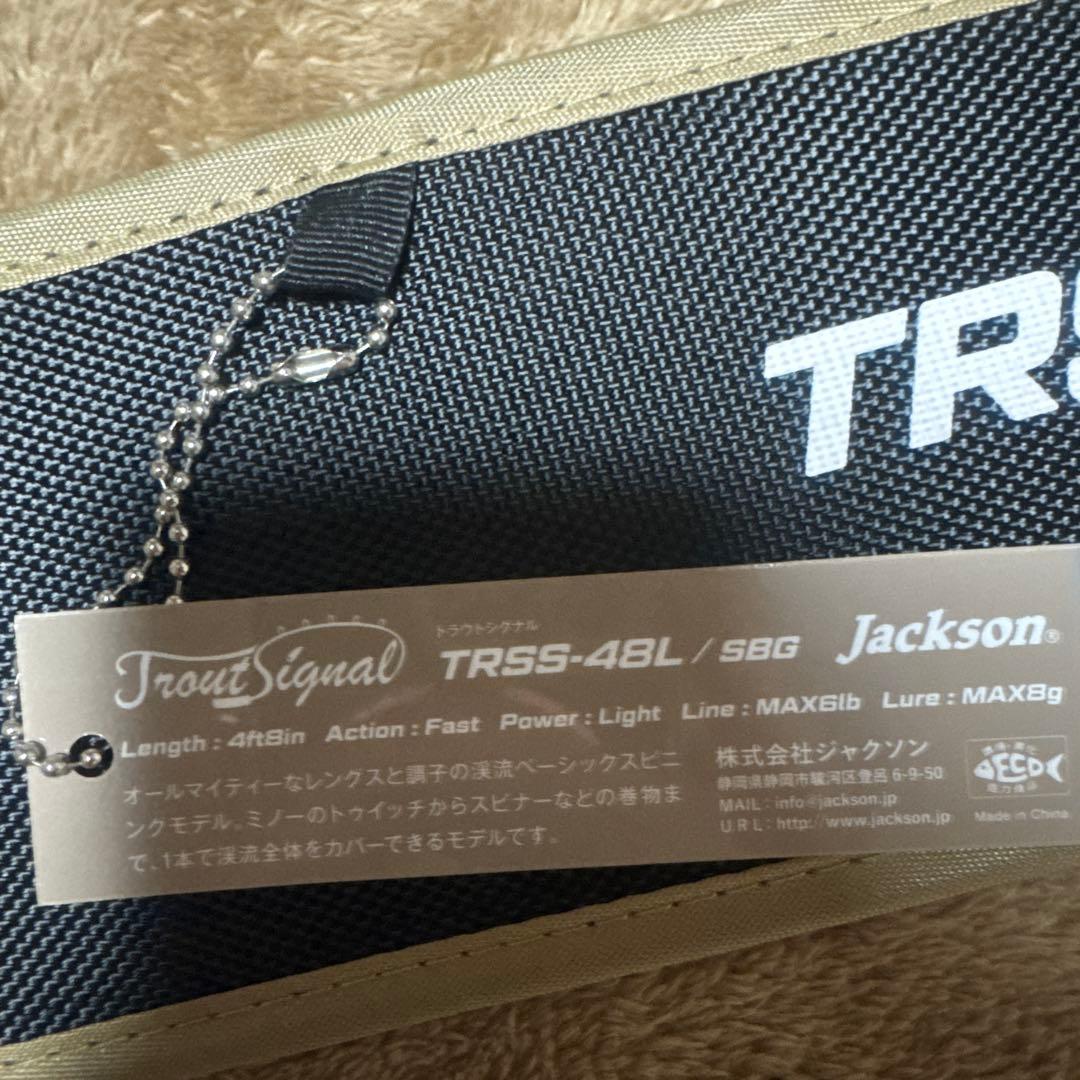 TRS
Trout Signal
トラウトシグナル
TRSS-48L / SBG
Jackson®
Length : 4ft8in Action : Fast Power : Light Line : MAX6lb Lure : MAX8g
オールマイティーなレングスと調子の渓流ベーシックスピニ
ングモデル。ミノーのトゥイッチからスピナーなどの巻物ま
で、1本で渓流全体をカバーできるモデルです。
株式会社ジャクソン
静岡県静岡市駿河区登呂 6-9-50
MAIL : info@jackson.jp
URL : http://www.jackson.jp
DECO
Made in China